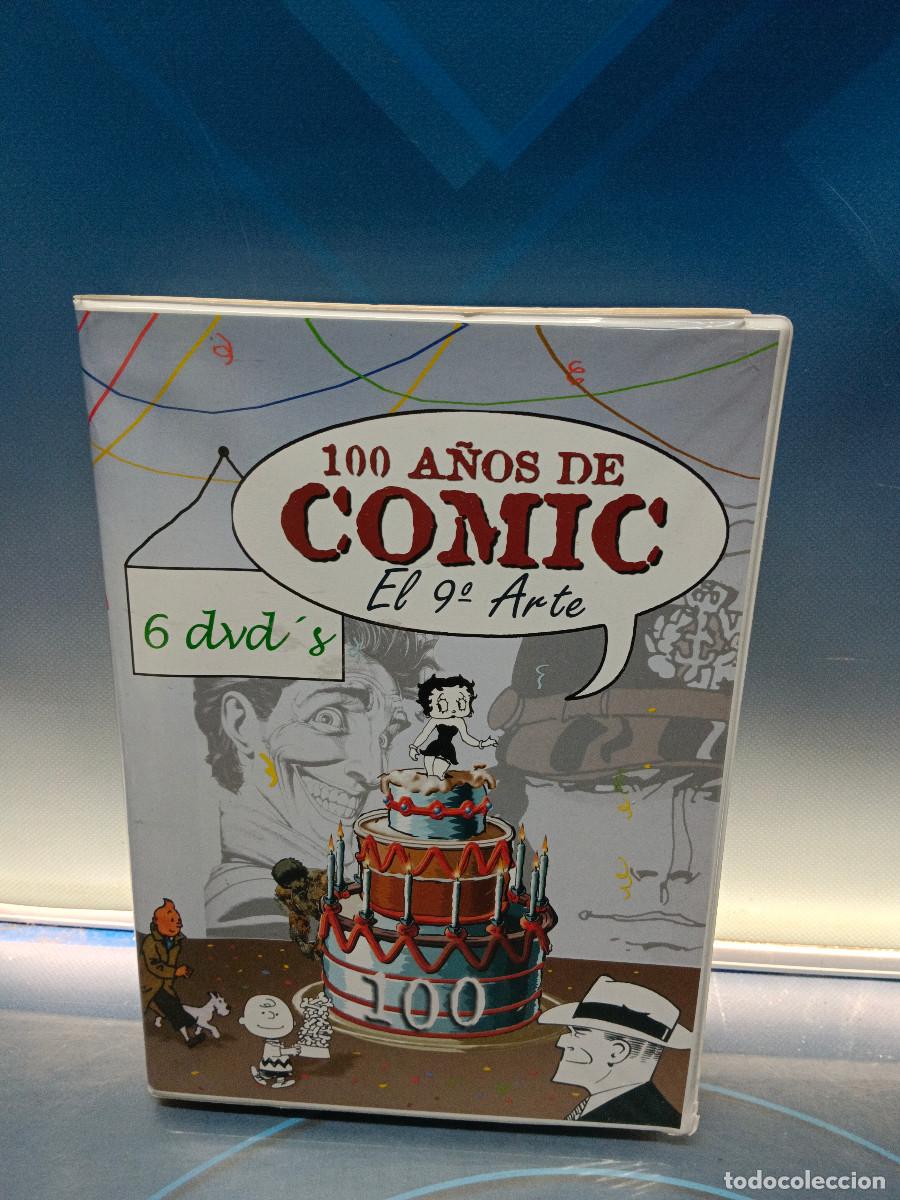 100 AÑOS DE
COMIC
El 9º Arte
6 dvd´s
100
todocoleccion